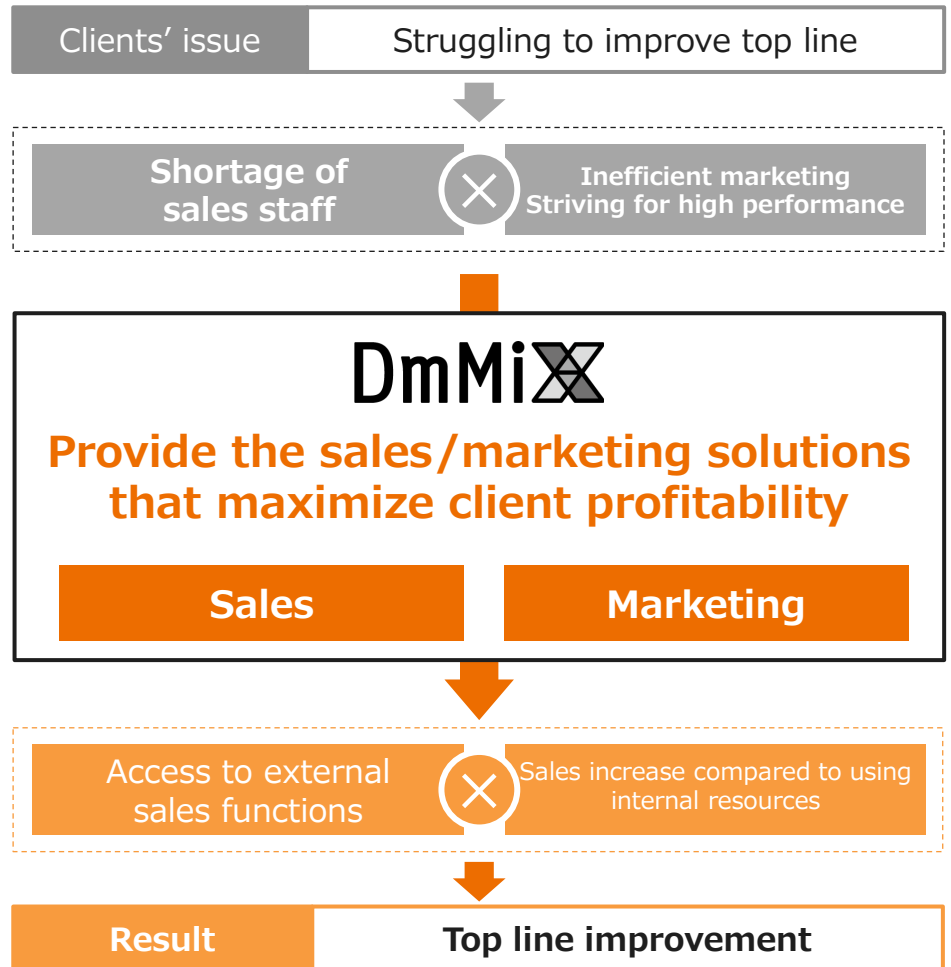 Clients’ issue
Struggling to improve top line
Shortage of
sales staff
Inefficient marketing
Striving for high performance
DmMiX
Provide the sales/marketing solutions
that maximize client profitability
Sales
Marketing
Access to external
sales functions
Sales increase compared to using
internal resources
Result
Top line improvement